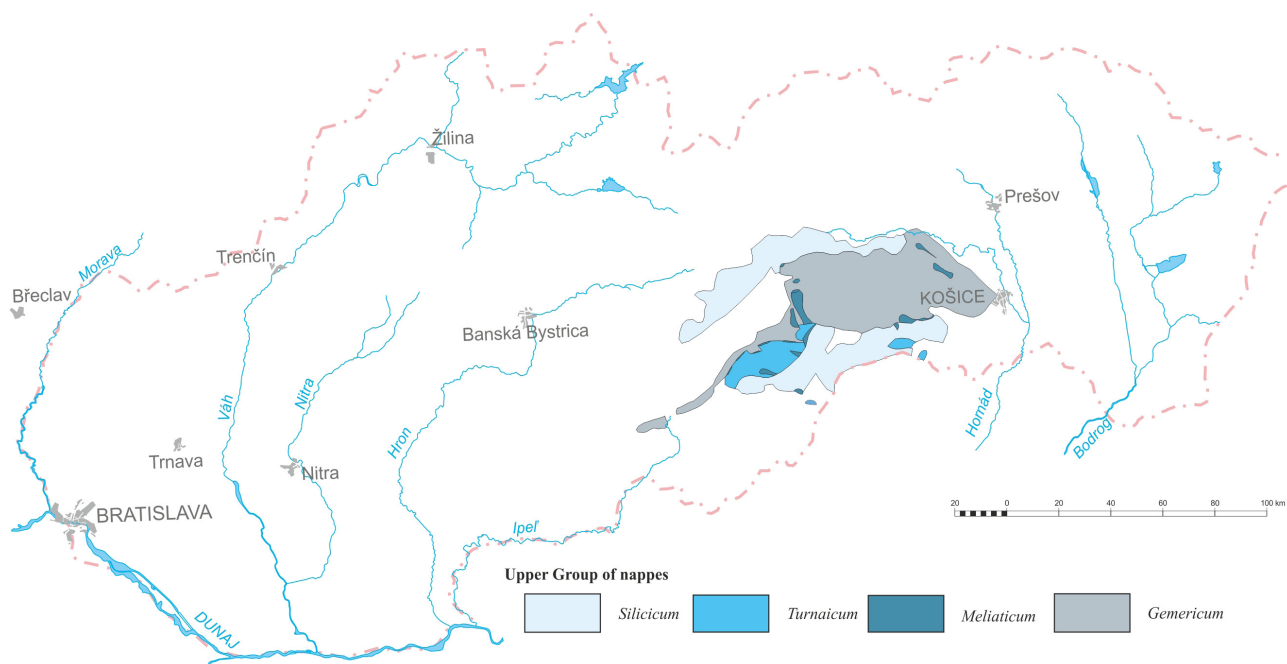 Žilina
Prešov
Morava
Trenčín
Břeclav
KOŠICE
Banská Bystrica
Váh
Nitra
Hron
Hornád
Bodrog
Trnava
Nitra
BRATISLAVA
20 0 20 40 60 80 100 km
Ipeľ
DUNAJ
Upper Group of nappes
Silicicum Turnaicum Meliaticum Gemericum